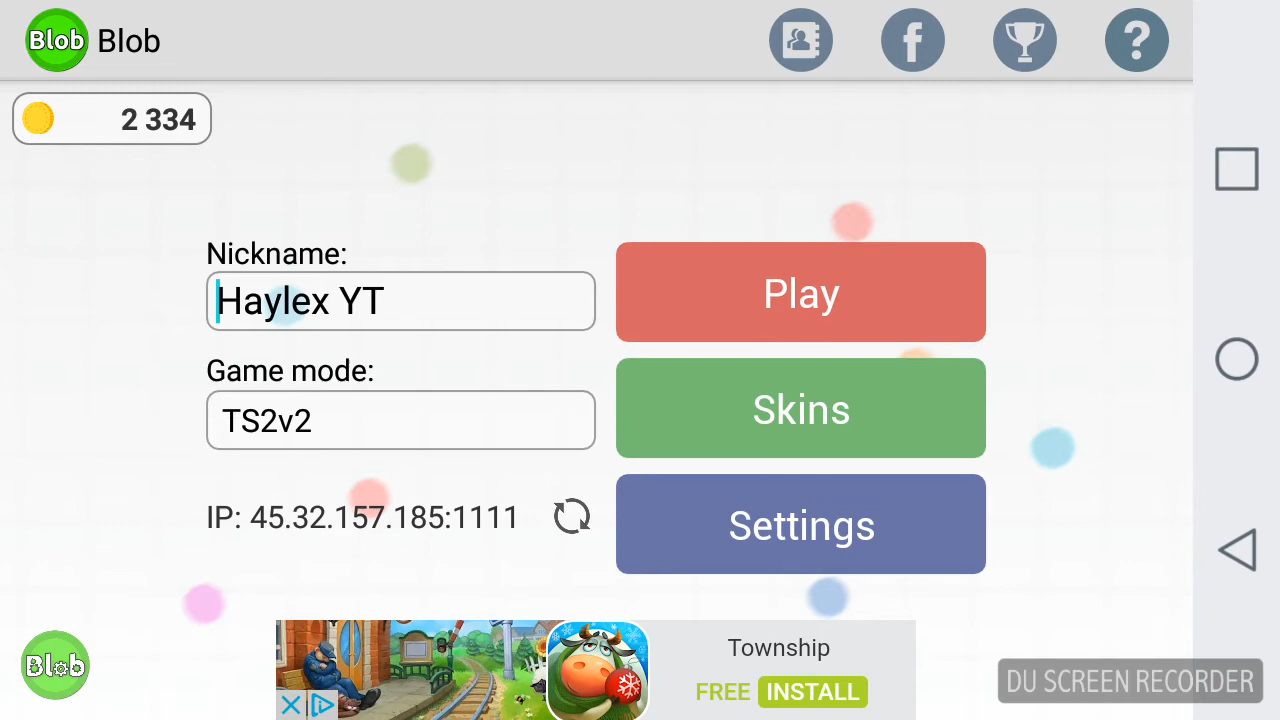 Blob Blob
?
2 334
Nickname:
Haylex YT
Play
Game mode:
TS2v2
Skins
IP: 45.32.157.185:1111
Settings
Blob
Township
FREE INSTALL
DU SCREEN RECORDER